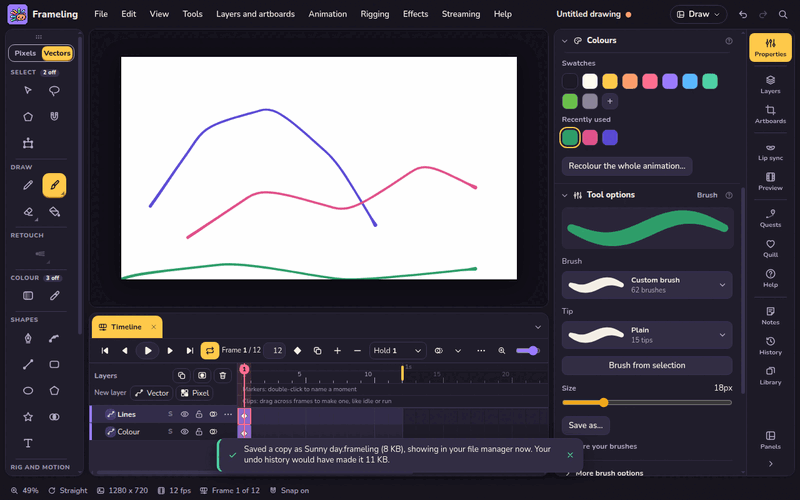 Frameling File Edit View Tools Layers and artboards Animation Rigging Effects Streaming Help Untitled drawing Draw
Pixels Vectors
SELECT 2 off
DRAW
RETOUCH
COLOUR 3 off
SHAPES
T
RIG AND MOTION
Timeline
Frame 1 / 12 12 Hold 1
Layers
New layer Vector Pixel
1 5 10 1s 15 20
Markers: double-click to name a moment
Clips: drag across frames to make one, like idle or run
Lines S
Colour S
Saved a copy as Sunny day.frameling (8 KB), showing in your file manager now. Your
undo history would have made it 11 KB.
Colours
Swatches
Recently used
Recolour the whole animation...
Tool options Brush
Brush
Custom brush
62 brushes
Tip
Plain
15 tips
Brush from selection
Size 18px
Save as...
re your brushes
More brush options
Properties
Layers
Artboards
Lip sync
Preview
Quests
Quill
Help
Notes
History
Library
Panels
49% Straight 1280 x 720 12 fps Frame 1 of 12 Snap on